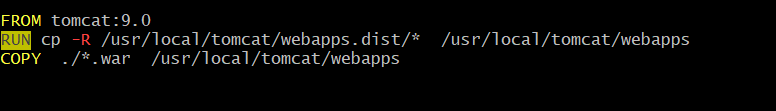 FROM tomcat:9.0
RUN cp -R /usr/local/tomcat/webapps.dist/*  /usr/local/tomcat/webapps
COPY  ./*.war  /usr/local/tomcat/webapps